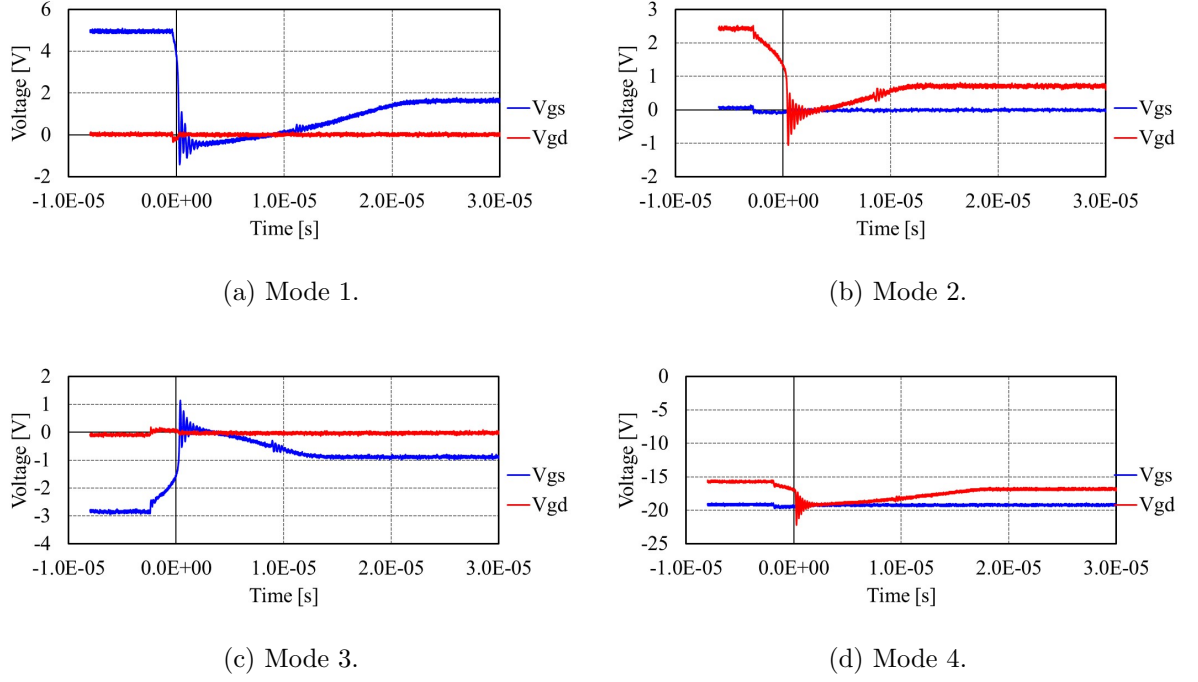 6
4
2
0
-2
Voltage [V]
-1.0E-05 0.0E+00 1.0E-05 2.0E-05 3.0E-05
Time [s]
Vgs
Vgd
(a) Mode 1.
3
2
1
0
-1
2
Voltage [V]
-1.0E-05 0.0E+00 1.0E-05 2.0E-05 3.0E-05
Time [s]
Vgs
Vgd
(b) Mode 2.
2
1
0
-1
-2
-3
-4
Voltage [V]
-1.0E-05 0.0E+00 1.0E-05 2.0E-05 3.0E-05
Time [s]
Vgs
Vgd
(c) Mode 3.
0
-5
-10
-15
-20
-25
Voltage [V]
-1.0E-05 0.0E+00 1.0E-05 2.0E-05 3.0E-05
Time [s]
Vgs
Vgd
(d) Mode 4.